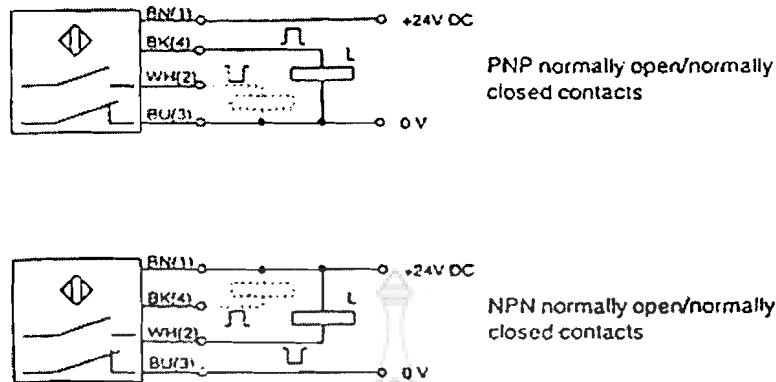 BN(1)
+24V DC
BK(4)
L
WH(2)
BU(3)
0 V
PNP normally open/normally
closed contacts
BN(1)
+24V DC
BK(4)
L
WH(2)
BU(3)
0 V
NPN normally open/normally
closed contacts